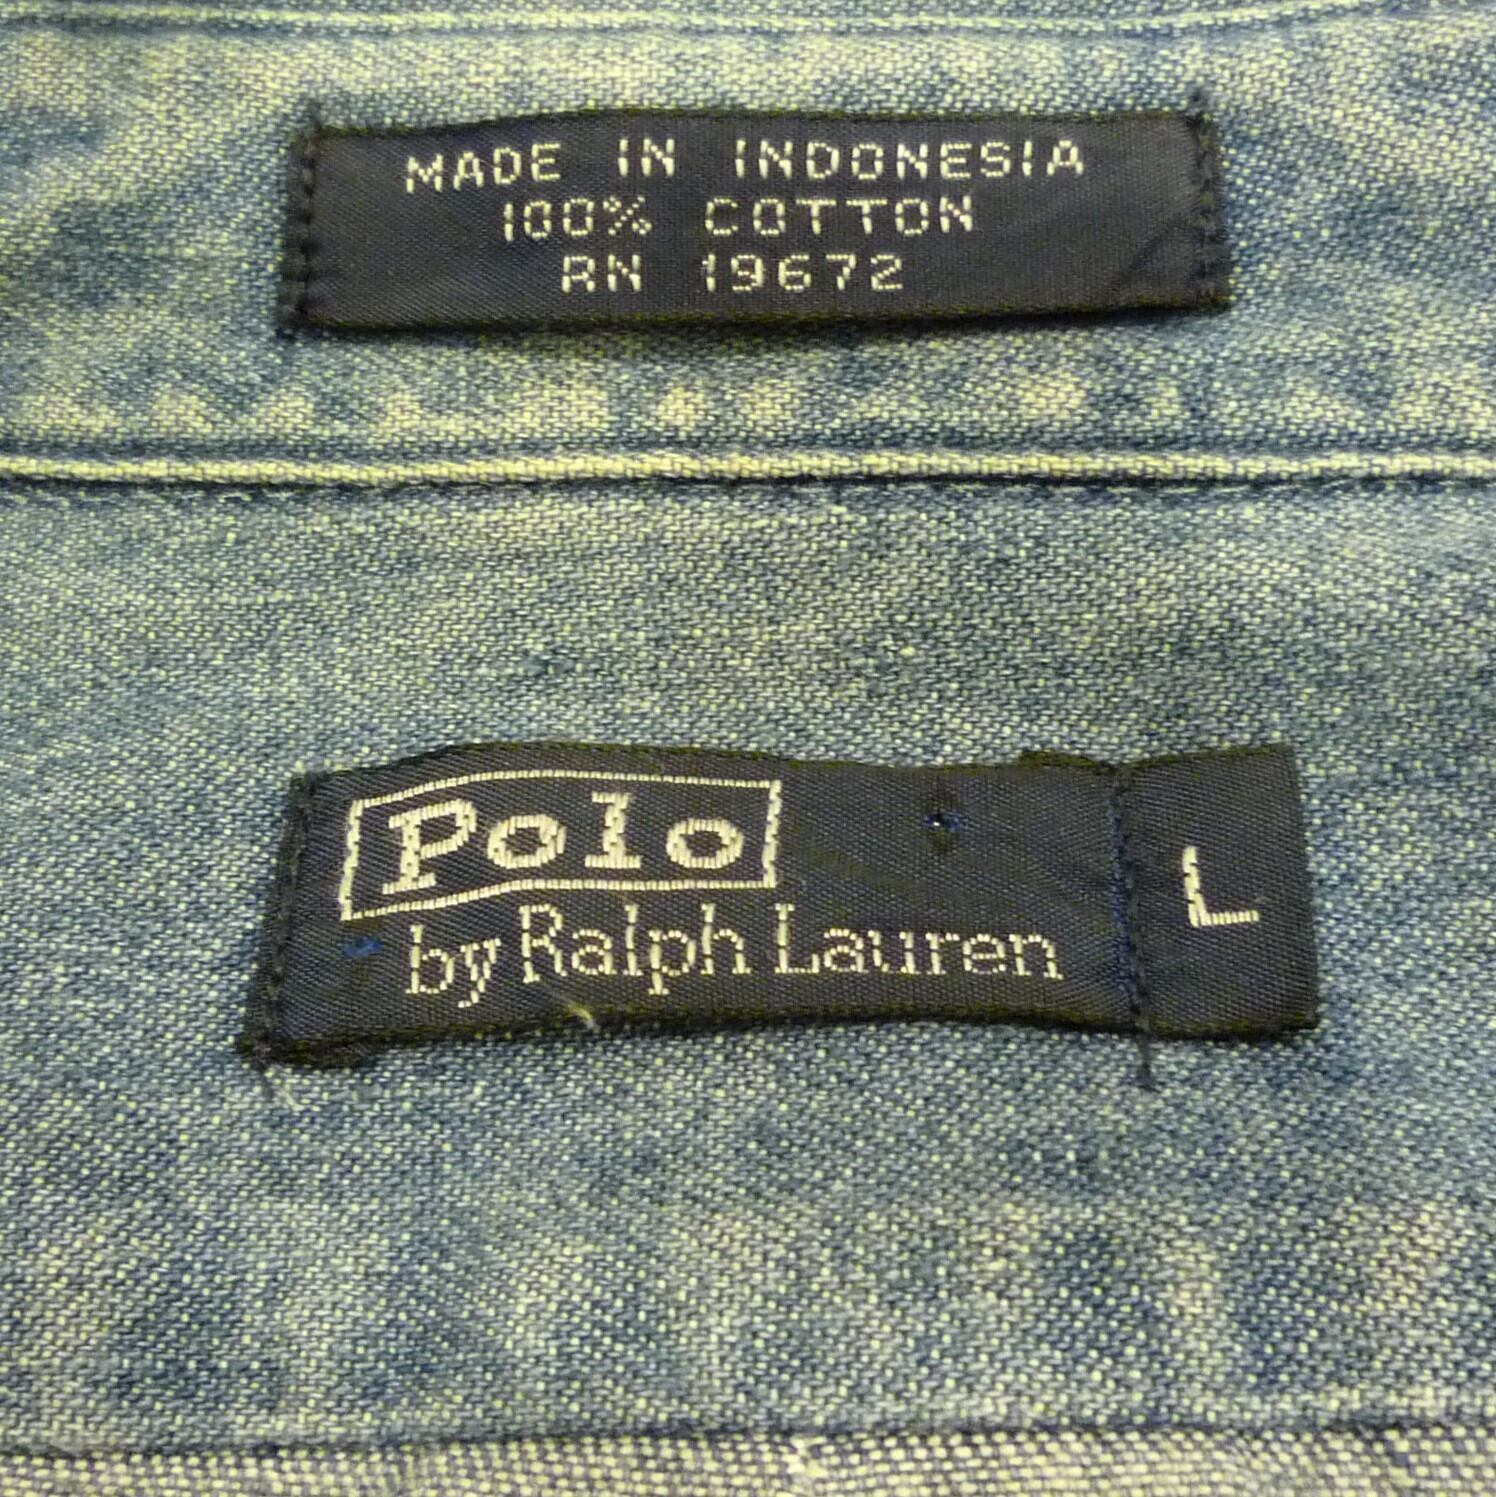 MADE IN INDONESIA
100% COTTON
RN 19672
Polo
by Ralph Lauren
L